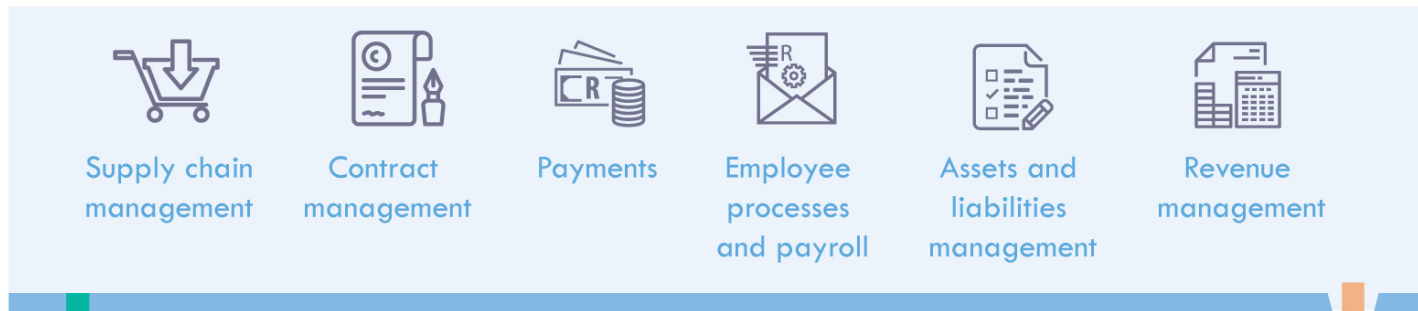 R
R
Supply chain
management
Contract
management
Payments
Employee
processes
and payroll
Assets and
liabilities
management
Revenue
management